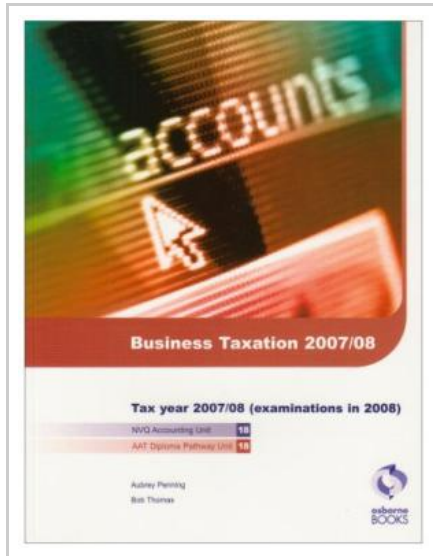 accounts
Business Taxation 2007/08
Tax year 2007/08 (examinations in 2008)
NVQ Accounting Unit 18
AAT Diploma Pathway Unit 18
Aubrey Penning
Bob Thomas
osborne
BOOKS